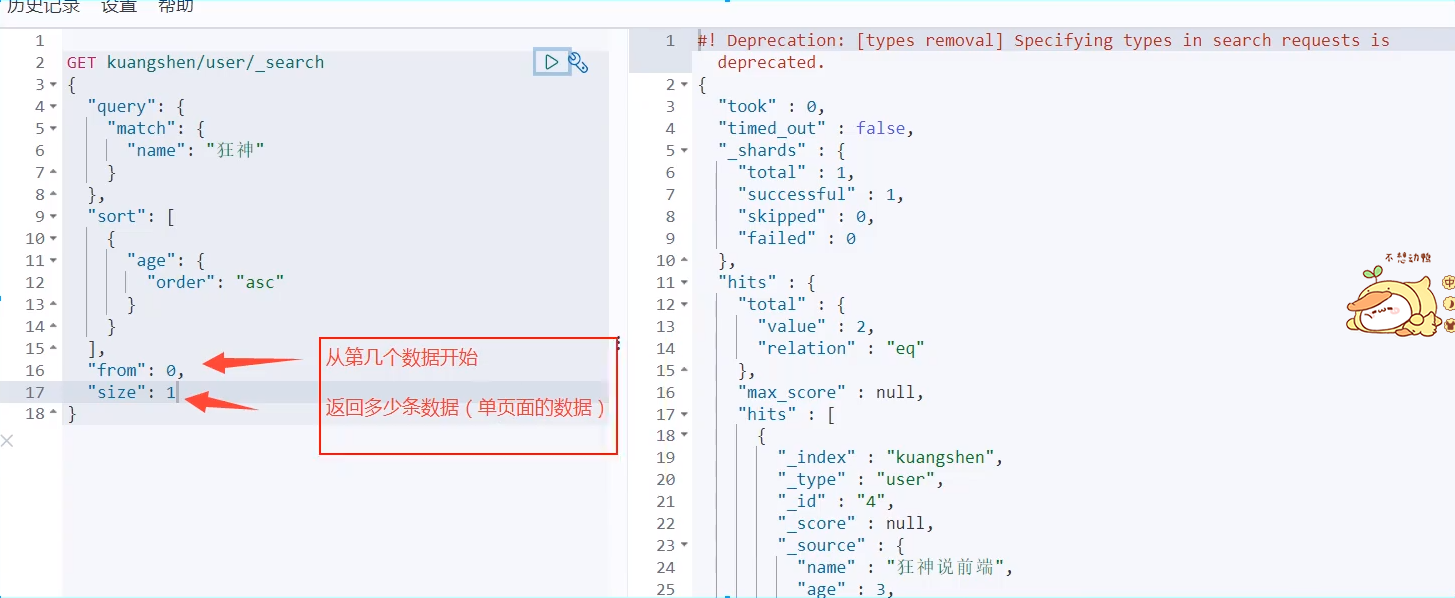 历史记录 设置 帮助
1
2 GET kuangshen/user/_search
3 {
4 "query": {
5 "match": {
6 "name": "狂神"
7 }
8 },
9 "sort": [
10 {
11 "age": {
12 "order": "asc"
13 }
14 }
15 ],
16 "from": 0,
17 "size": 1
18 }
从第几个数据开始
返回多少条数据（单页面的数据）
1 #! Deprecation: [types removal] Specifying types in search requests is
deprecated.
2 {
3 "took" : 0,
4 "timed_out" : false,
5 "_shards" : {
6 "total" : 1,
7 "successful" : 1,
8 "skipped" : 0,
9 "failed" : 0
10 },
11 "hits" : {
12 "total" : {
13 "value" : 2,
14 "relation" : "eq"
15 },
16 "max_score" : null,
17 "hits" : [
18 {
19 "_index" : "kuangshen",
20 "_type" : "user",
21 "_id" : "4",
22 "_score" : null,
23 "_source" : {
24 "name" : "狂神说前端",
25 "age" : 3,
不想动鸭
中